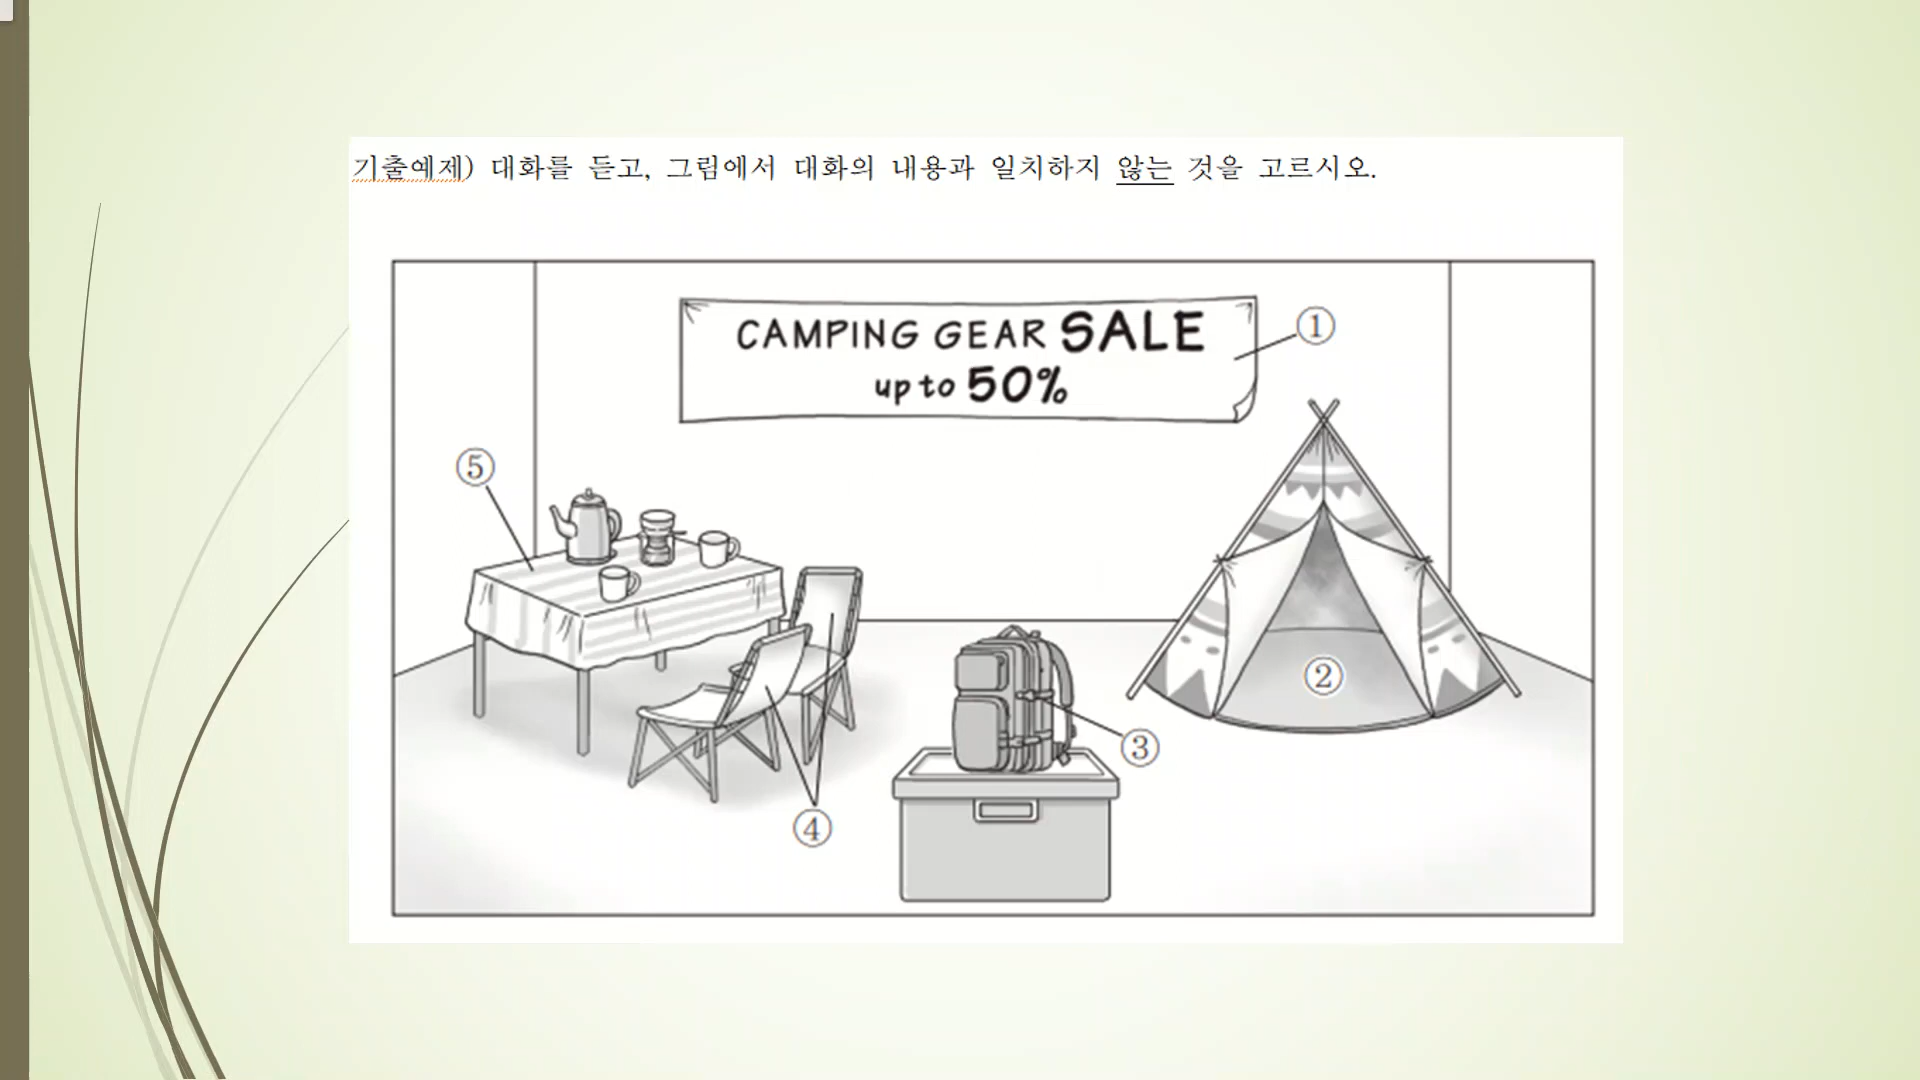 기출예제) 대화를 듣고, 그림에서 대화의 내용과 일치하지 않는 것을 고르시오.
CAMPING GEAR SALE
up to 50%
①
②
③
④
⑤